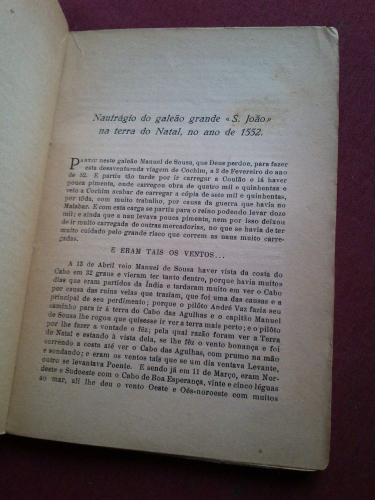 Naufrágio do galeão grande «S. João»
na terra do Natal, no ano de 1552.
PARTIU neste galeão Manuel de Sousa, que Deus perdoe, para fazer
esta desaventurada viagem de Cochim, a 3 de Fevereiro do ano
de 52. E partiu tão tarde por ir carregar a Coulão e lá haver
pouca pimenta, onde carregou obra de quatro mil e quinhentas e
veio a Cochim acabar de carregar a cópia de sete mil e quinhentas,
por tôda, com muito trabalho, por causa da guerra que havia no
Malabar. E com esta carga se partiu para o reino podendo levar doze
mil; e ainda que a nau levava pouca pimenta, nem por isso deixou
de ir muito carregada de outras mercadorias, no que se havia de ter
muito cuidado pelo grande risco que correm as naus muito carre-
gadas.
E ERAM TAIS OS VENTOS...
A 13 de Abril veio Manuel de Sousa haver vista da costa do
Cabo em 32 graus e vieram ter tanto dentro, porque havia muitos
dias que eram partidos da Índia e tardaram muito em ver o Cabo
por causa das ruins velas que traziam, que foi uma das causas e a
principal de seu perdimento; porque o pilôto André Vaz fazia seu
caminho para ir à terra do Cabo das Agulhas e o capitão Manuel
de Sousa lhe rogou que quisesse ir ver a terra mais perto; e o pilôto
por lhe fazer a vontade o fêz; pela qual razão foram ver a Terra
do Natal e estando à vista dela, se lhe fêz o vento bonança e foi
correndo a costa até ver o Cabo das Agulhas, com prumo na mão
e sondando; e eram os ventos tais que se um dia ventava Levante,
outro se levantava Poente. E sendo já em 11 de Março, eram Nor-
deste e Sudoeste com o Cabo de Boa Esperança, vinte e cinco léguas
ao mar, ali lhe deu o vento Oeste e Oés-noroeste com muitos